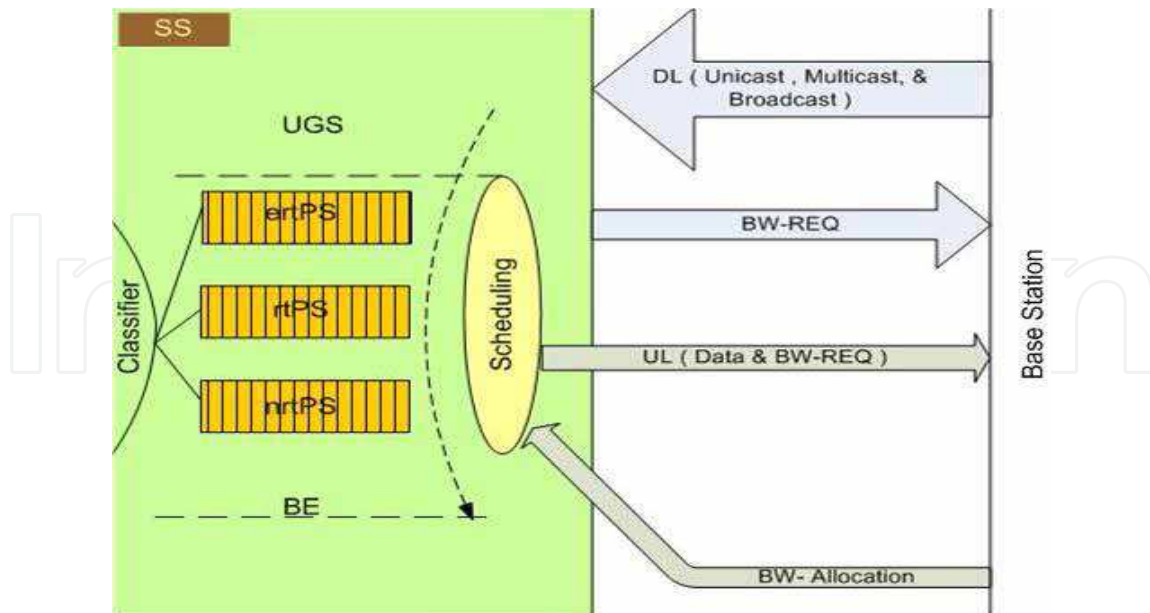 SS
DL ( Unicast , Multicast, &
Broadcast )
UGS
ertPS
BW-REQ
rtPS
Classifier
Scheduling
Base Station
UL ( Data & BW-REQ )
nrtPS
BE
BW- Allocation